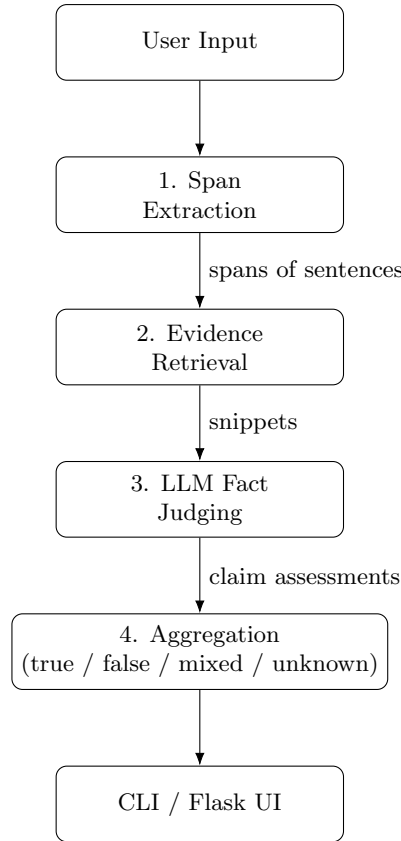 User Input
1. Span
Extraction
spans of sentences
2. Evidence
Retrieval
snippets
3. LLM Fact
Judging
claim assessments
4. Aggregation
(true / false / mixed / unknown)
CLI / Flask UI